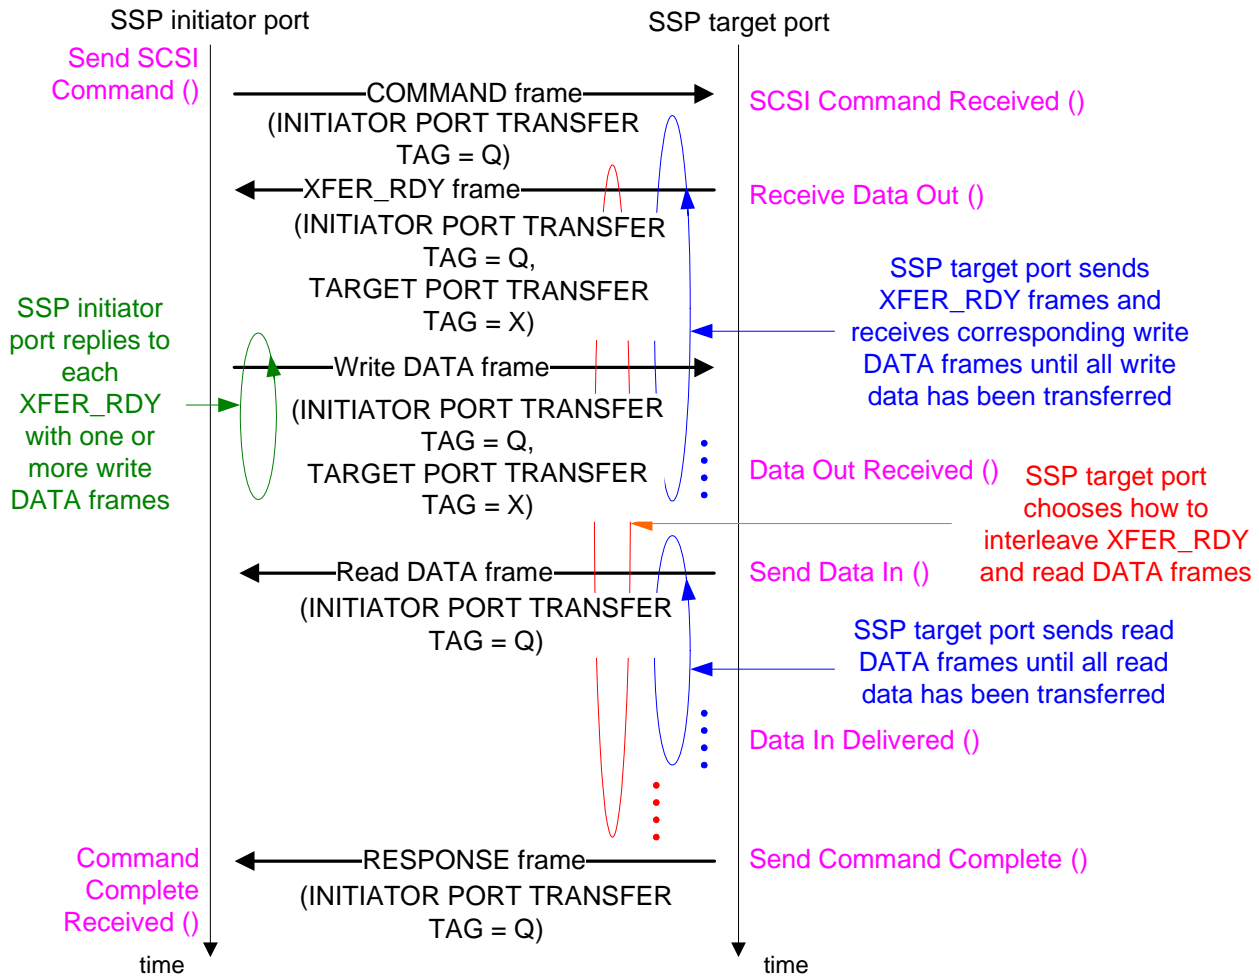 SSP initiator port
SSP target port
Send SCSI
Command ()
COMMAND frame
(INITIATOR PORT TRANSFER
TAG = Q)
SCSI Command Received ()
XFER_RDY frame
(INITIATOR PORT TRANSFER
TAG = Q,
TARGET PORT TRANSFER
TAG = X)
Receive Data Out ()
SSP target port sends
XFER_RDY frames and
receives corresponding write
DATA frames until all write
data has been transferred
SSP initiator
port replies to
each
XFER_RDY
with one or
more write
DATA frames
Write DATA frame
(INITIATOR PORT TRANSFER
TAG = Q,
TARGET PORT TRANSFER
TAG = X)
Data Out Received ()
SSP target port
chooses how to
interleave XFER_RDY
and read DATA frames
Read DATA frame
(INITIATOR PORT TRANSFER
TAG = Q)
Send Data In ()
SSP target port sends read
DATA frames until all read
data has been transferred
Data In Delivered ()
Command
Complete
Received ()
RESPONSE frame
(INITIATOR PORT TRANSFER
TAG = Q)
Send Command Complete ()
time
time